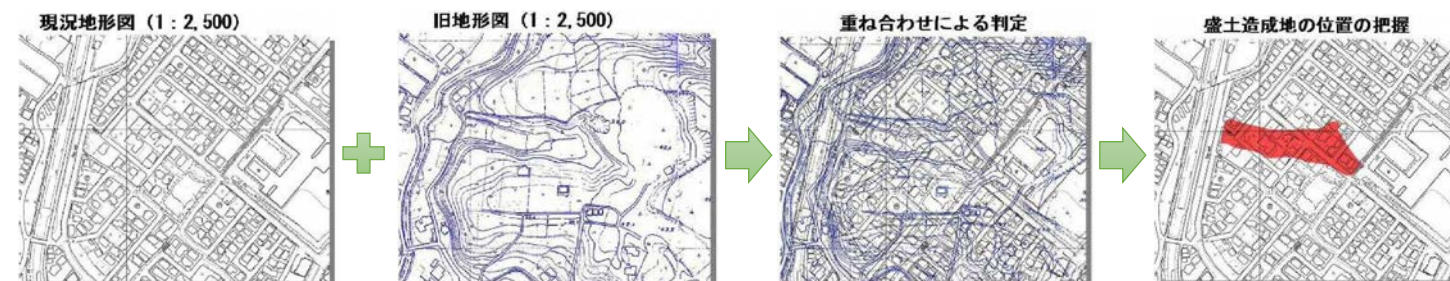 現況地形図（1：2,500）
旧地形図（1：2,500）
重ね合わせによる判定
盛土造成地の位置の把握